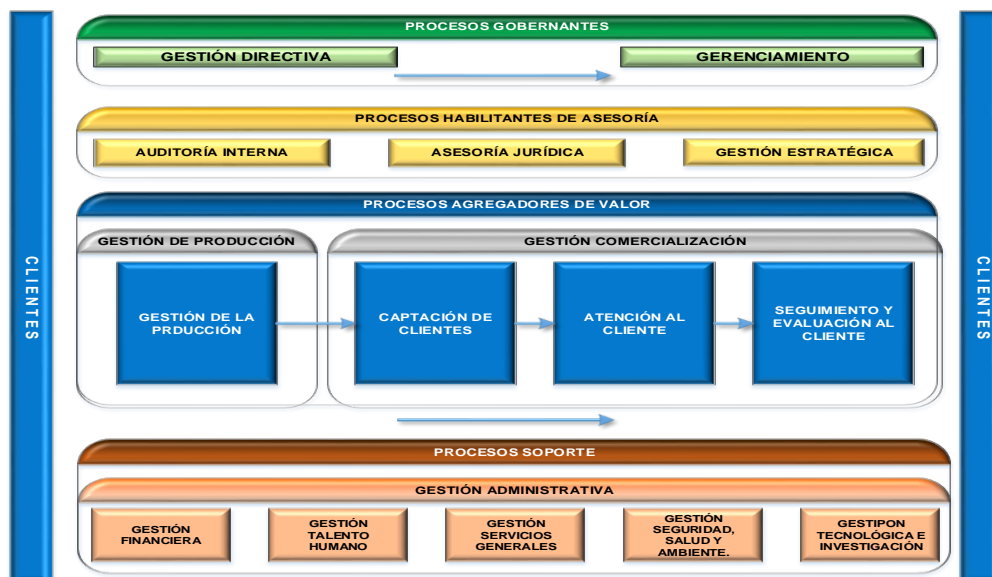 CLIENTES
PROCESOS GOBERNANTES
GESTIÓN DIRECTIVA
GERENCIAMIENTO
PROCESOS HABILITANTES DE ASESORÍA
AUDITORÍA INTERNA
ASESORÍA JURÍDICA
GESTIÓN ESTRATÉGICA
PROCESOS AGREGADORES DE VALOR
GESTIÓN DE PRODUCCIÓN
GESTIÓN COMERCIALIZACIÓN
GESTIÓN DE LA
PRDUCCIÓN
CAPTACIÓN DE
CLIENTES
ATENCIÓN AL
CLIENTE
SEGUIMIENTO Y
EVALUACIÓN AL
CLIENTE
PROCESOS SOPORTE
GESTIÓN ADMINISTRATIVA
GESTIÓN
FINANCIERA
GESTIÓN
TALENTO
HUMANO
GESTIÓN
SERVICIOS
GENERALES
GESTIÓN
SEGURIDAD,
SALUD Y
AMBIENTE.
GESTIPON
TECNOLÓGICA E
INVESTIGACIÓN
CLIENTES